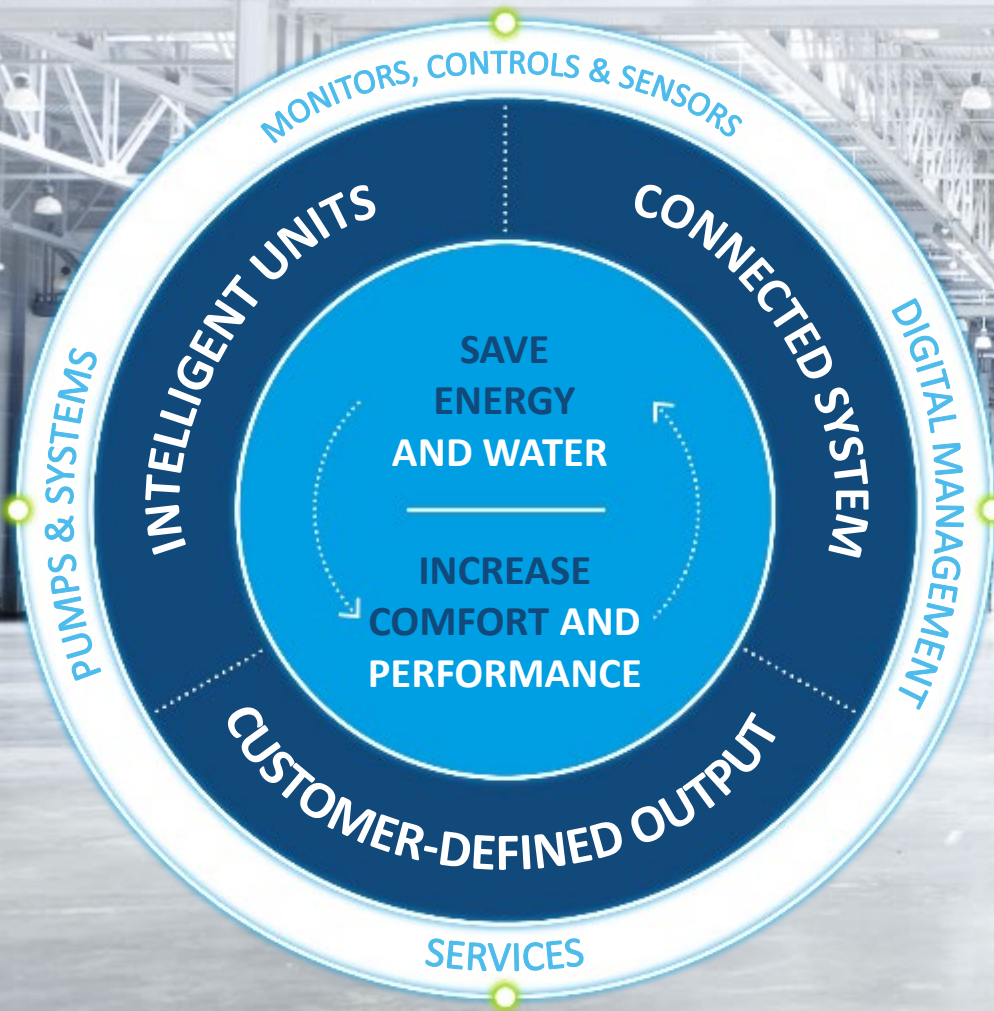 MONITORS, CONTROLS & SENSORS
INTELLIGENT UNITS
CONNECTED SYSTEM
PUMPS & SYSTEMS
DIGITAL MANAGEMENT
SAVE
ENERGY
AND WATER
INCREASE
COMFORT AND
PERFORMANCE
CUSTOMER-DEFINED OUTPUT
SERVICES